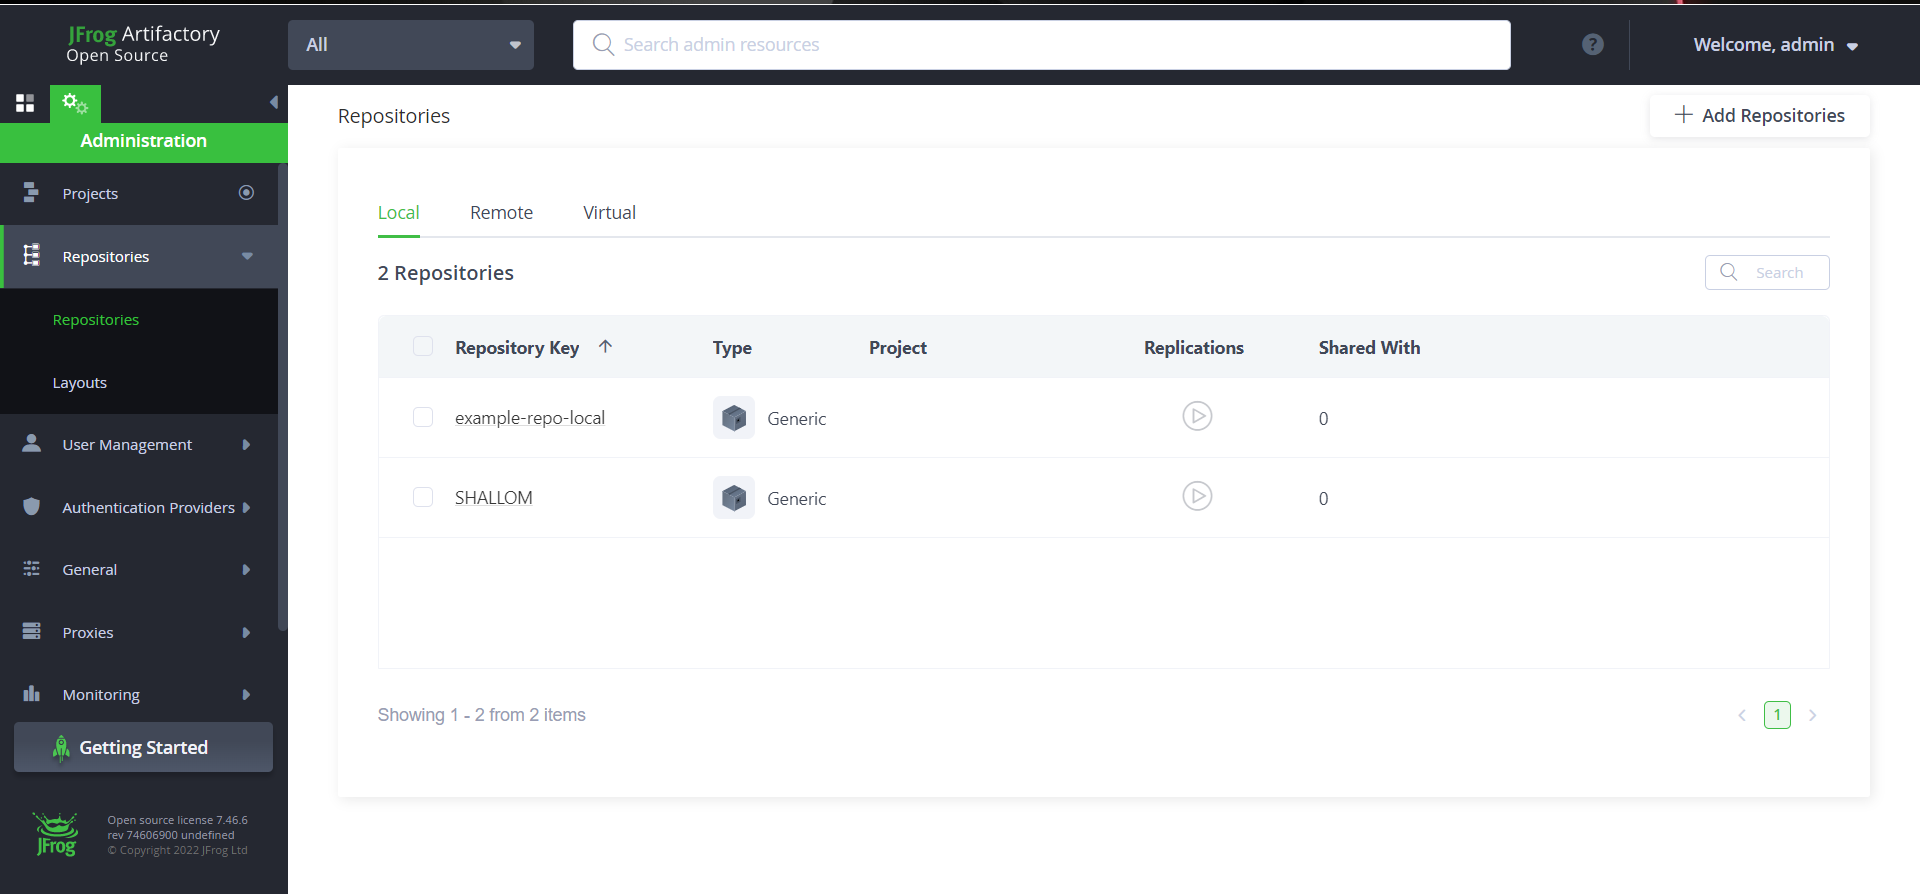 JFrog Artifactory
Open Source
All
Search admin resources
?
Welcome, admin
Administration
Projects
Repositories
Repositories
Layouts
User Management
Authentication Providers
General
Proxies
Monitoring
Getting Started
JFrog
Open source license 7.46.6
rev 74606900 undefined
© Copyright 2022 JFrog Ltd
Repositories
Add Repositories
Local Remote Virtual
2 Repositories
Search
Repository Key Type Project Replications Shared With
example-repo-local Generic 0
SHALLOM Generic 0
Showing 1 - 2 from 2 items
1